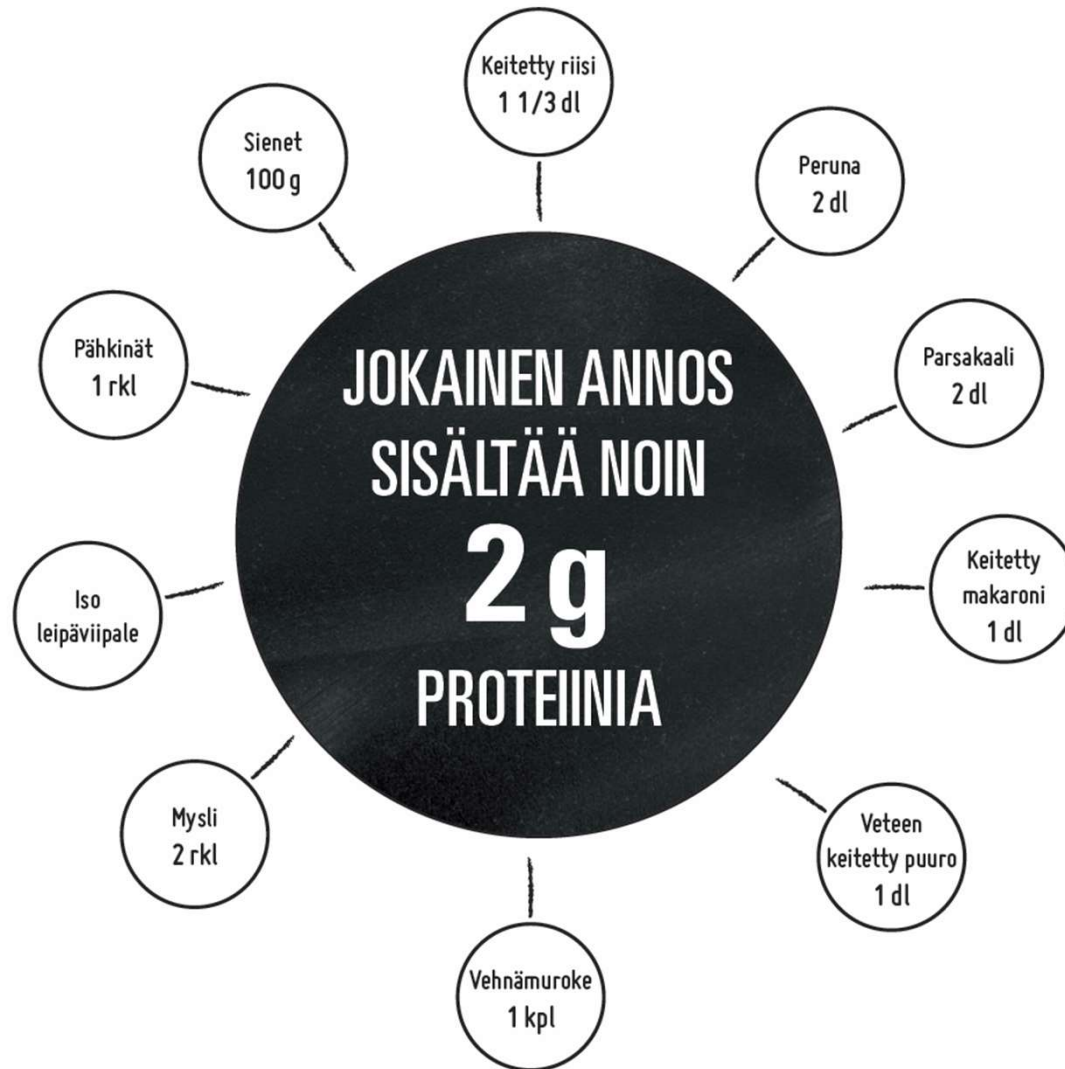 Keitetty riisi
1 1/3 dl
Sienet
100 g
Peruna
2 dl
Pähkinät
1 rkl
Parsakaali
2 dl
JOKAINEN ANNOS
SISÄLTÄÄ NOIN
2 g
PROTEIINIA
Iso
leipäviipale
Keitetty
makaroni
1 dl
Mysli
2 rkl
Veteen
keitetty puuro
1 dl
Vehnämuroke
1 kpl